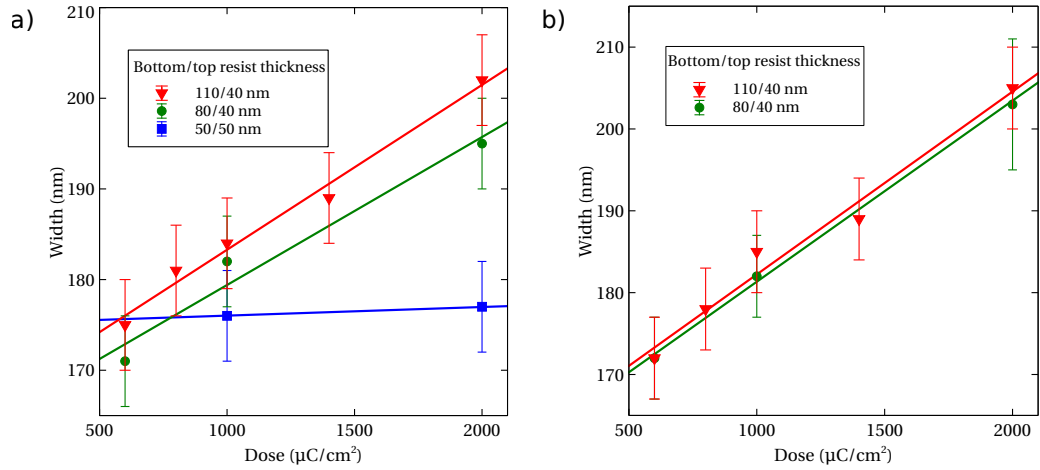 a)
210
200
190
180
170
Width (nm)
Bottom/top resist thickness
110/40 nm
80/40 nm
50/50 nm
500 1000 1500 2000
Dose (µC/cm²)
b)
210
200
190
180
170
Width (nm)
Bottom/top resist thickness
110/40 nm
80/40 nm
500 1000 1500 2000
Dose (µC/cm²)